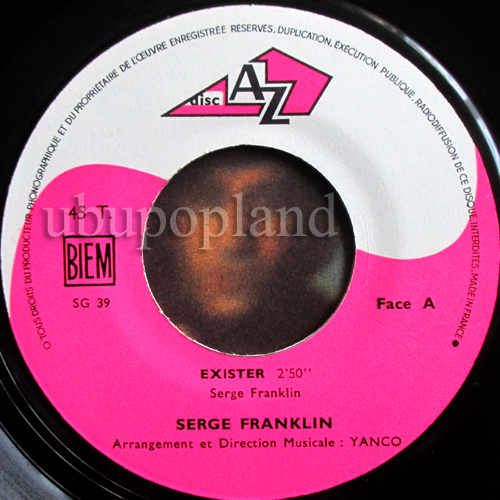 O TOUS DROITS DU PRODUCTEUR PHONOGRAPHIQUE ET DU PROPRIÉTAIRE DE L'ŒUVRE ENREGISTRÉE RÉSERVÉS, DUPLICATION, EXÉCUTION PUBLIQUE, RADIODIFFUSION DE CE DISQUE INTERDITES. MADE IN FRANCE ●
disc AZ
ubupopland
45 T.
BIEM
SG 39
Face A
EXISTER 2'50''
Serge Franklin
SERGE FRANKLIN
Arrangement et Direction Musicale : YANCO